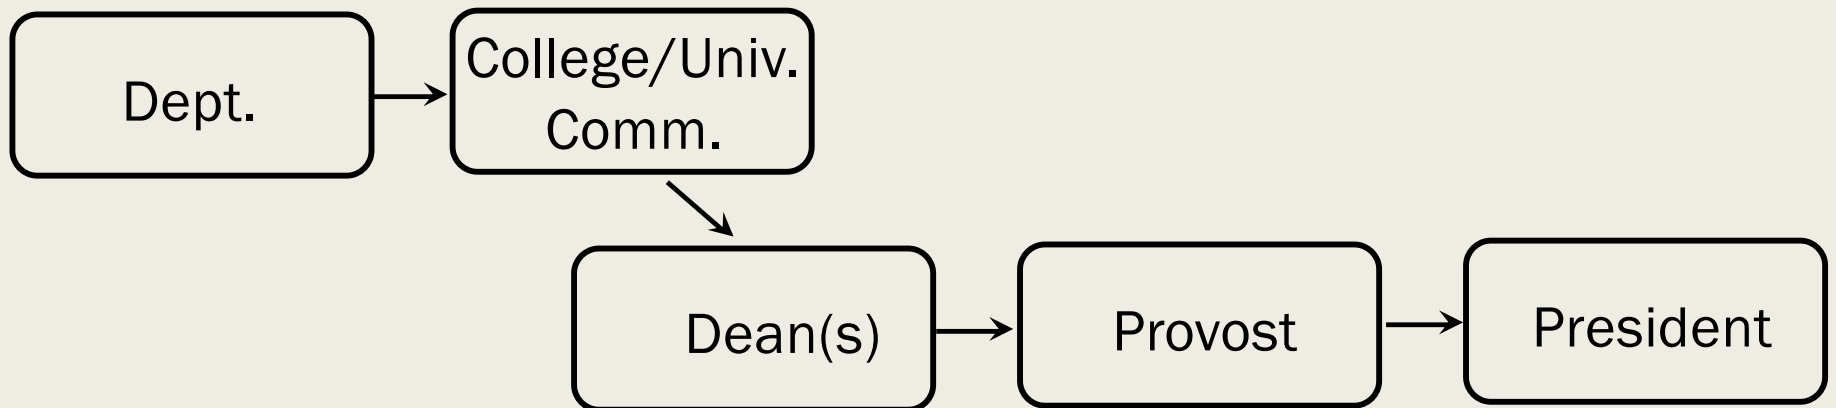 Dept.
College/Univ.
Comm.
Dean(s)
Provost
President